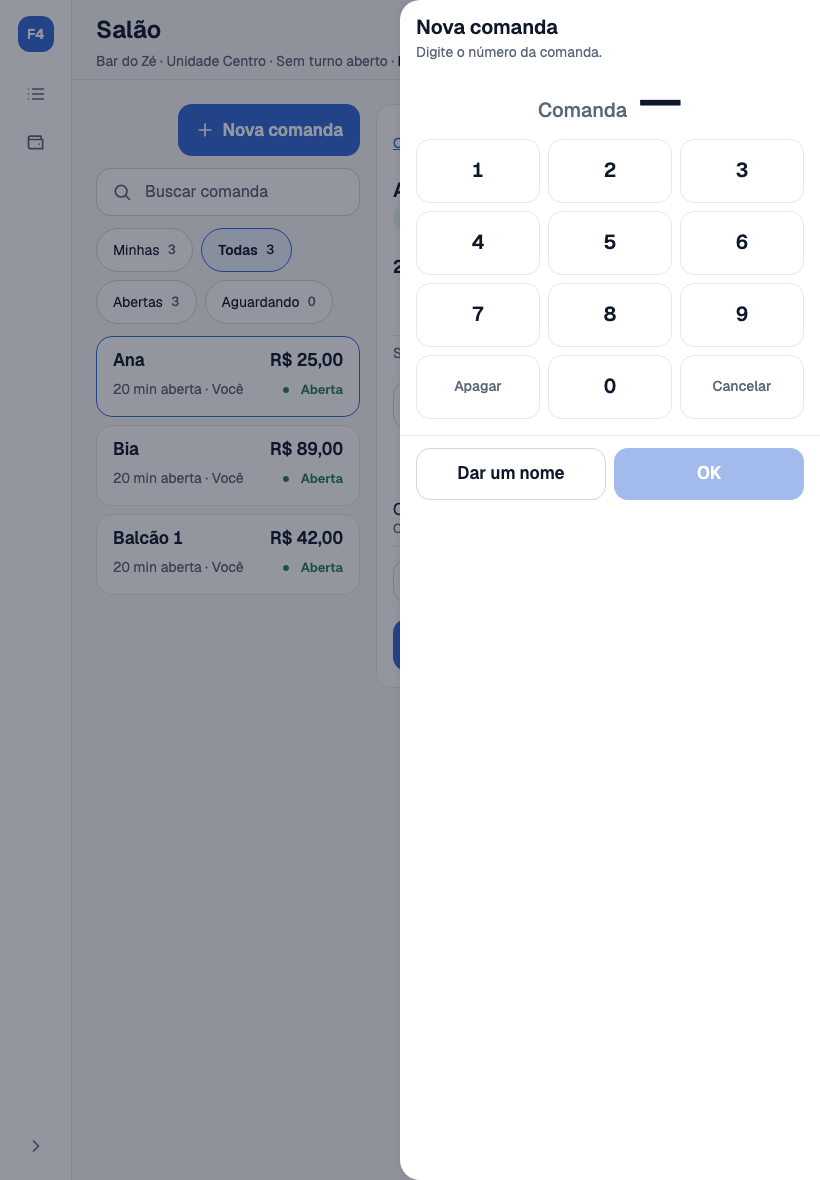 F4
Salão
Bar do Zé · Unidade Centro · Sem turno aberto ·
+ Nova comanda
Buscar comanda
Minhas 3
Todas 3
Abertas 3
Aguardando 0
Ana R$ 25,00
20 min aberta · Você • Aberta
Bia R$ 89,00
20 min aberta · Você • Aberta
Balcão 1 R$ 42,00
20 min aberta · Você • Aberta
Nova comanda
Digite o número da comanda.
Comanda —
1 2 3
4 5 6
7 8 9
Apagar 0 Cancelar
Dar um nome OK